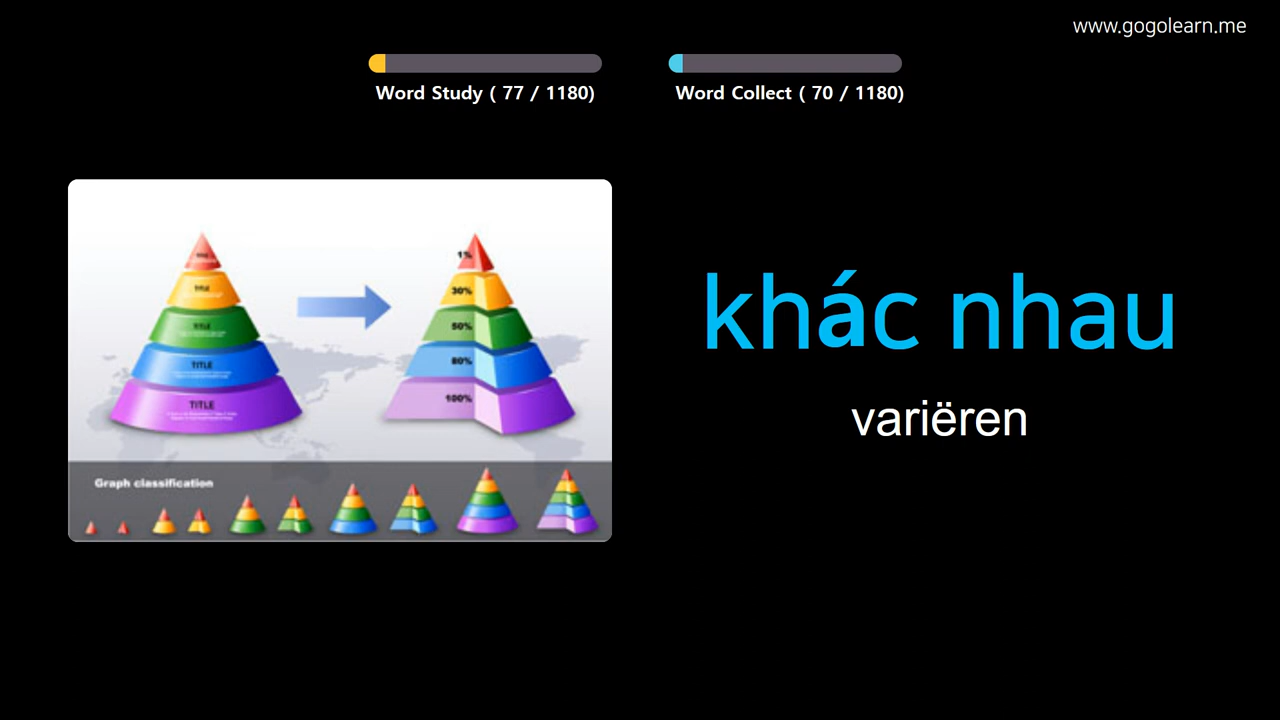 www.gogolearn.me
Word Study ( 77 / 1180)
Word Collect ( 70 / 1180)
TITLE
TITLE
TITLE
TITLE
1%
30%
50%
80%
100%
Graph classification
khác nhau
variëren